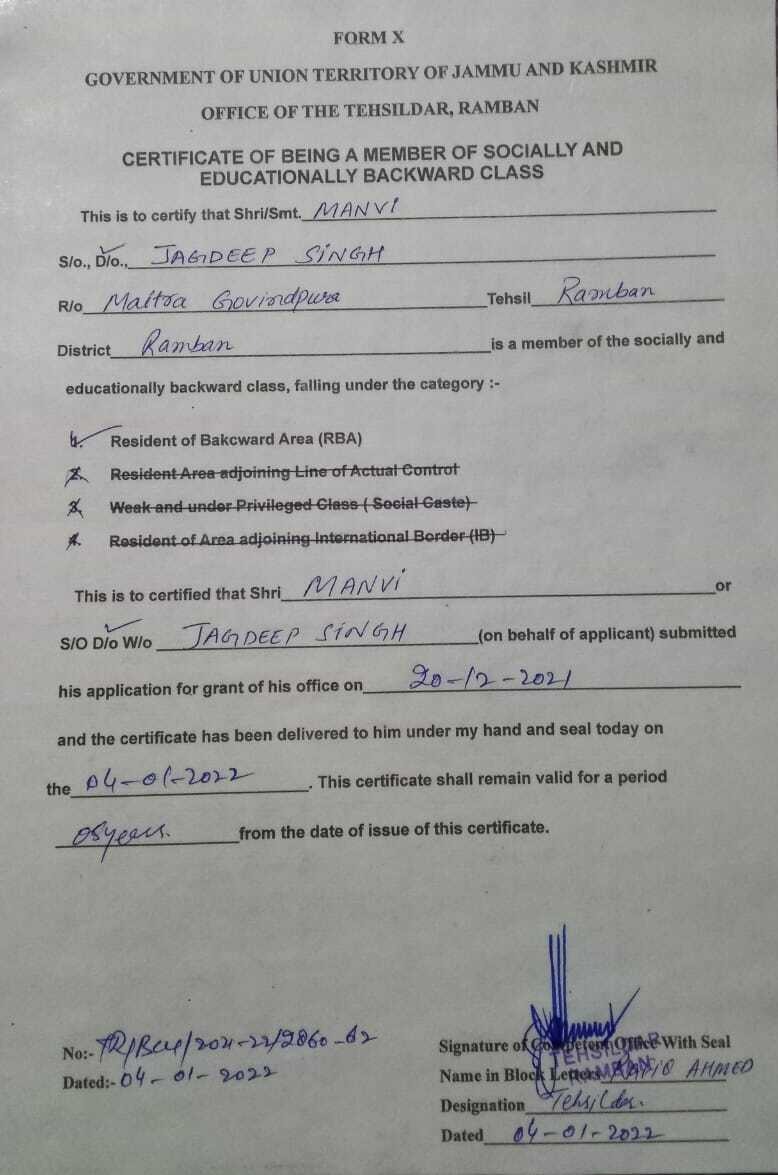 FORM X
GOVERNMENT OF UNION TERRITORY OF JAMMU AND KASHMIR
OFFICE OF THE TEHSILDAR, RAMBAN
CERTIFICATE OF BEING A MEMBER OF SOCIALLY AND
EDUCATIONALLY BACKWARD CLASS
This is to certify that Shri/Smt. MANVI
S/o., D/o., JAGDEEP SINGH
R/o Maitra Govindpura Tehsil Ramban
District Ramban is a member of the socially and
educationally backward class, falling under the category :-
1. Resident of Bakcward Area (RBA)
2. Resident Area adjoining Line of Actual Control
3. Weak and under Privileged Class ( Social Caste)
4. Resident of Area adjoining International Border (IB)
This is to certified that Shri MANVI or
S/O D/o W/o JAGDEEP SINGH (on behalf of applicant) submitted
his application for grant of his office on 20-12-2021
and the certificate has been delivered to him under my hand and seal today on
the 04-01-2022. This certificate shall remain valid for a period
05 years. from the date of issue of this certificate.
No:- /2021-22/2860-62
Dated:- 04-01-2022
Signature of Competent Office With Seal
TEHSILDAR
RAMBAN
Name in Block Letters AHMED
Designation Tehsildar.
Dated 04-01-2022